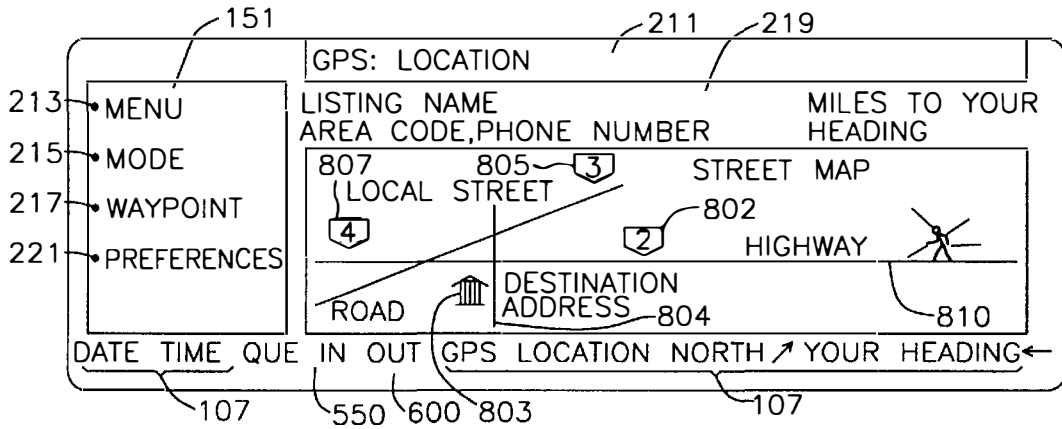 151
211
219
GPS: LOCATION
213 MENU
LISTING NAME
MILES TO YOUR
AREA CODE,PHONE NUMBER
HEADING
215 MODE
807
805
3
STREET MAP
LOCAL STREET
217 WAYPOINT
4
2
802
HIGHWAY
221 PREFERENCES
DESTINATION
ADDRESS
ROAD
804
810
DATE TIME QUE IN OUT GPS LOCATION NORTH↗YOUR HEADING←
107
550
600
803
107